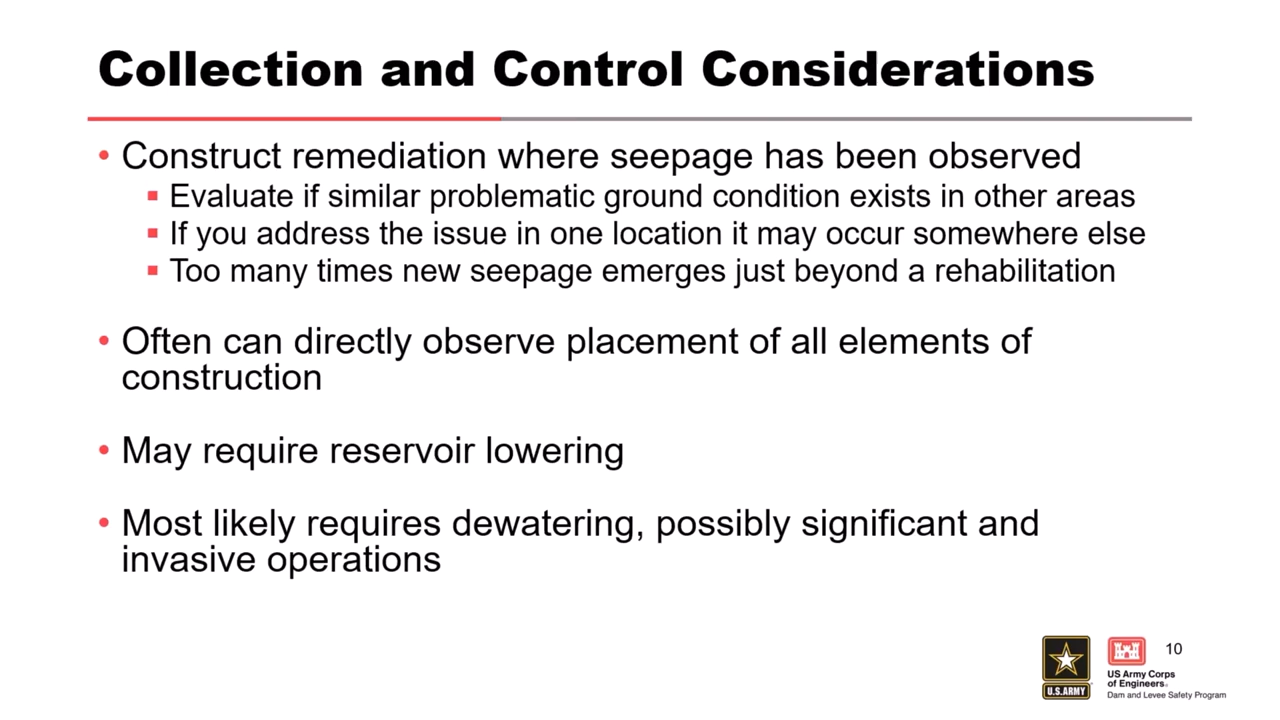 Collection and Control Considerations
• Construct remediation where seepage has been observed
▪ Evaluate if similar problematic ground condition exists in other areas
▪ If you address the issue in one location it may occur somewhere else
▪ Too many times new seepage emerges just beyond a rehabilitation
• Often can directly observe placement of all elements of
construction
• May require reservoir lowering
• Most likely requires dewatering, possibly significant and
invasive operations
U.S.ARMY
10
US Army Corps
of Engineers®
Dam and Levee Safety Program